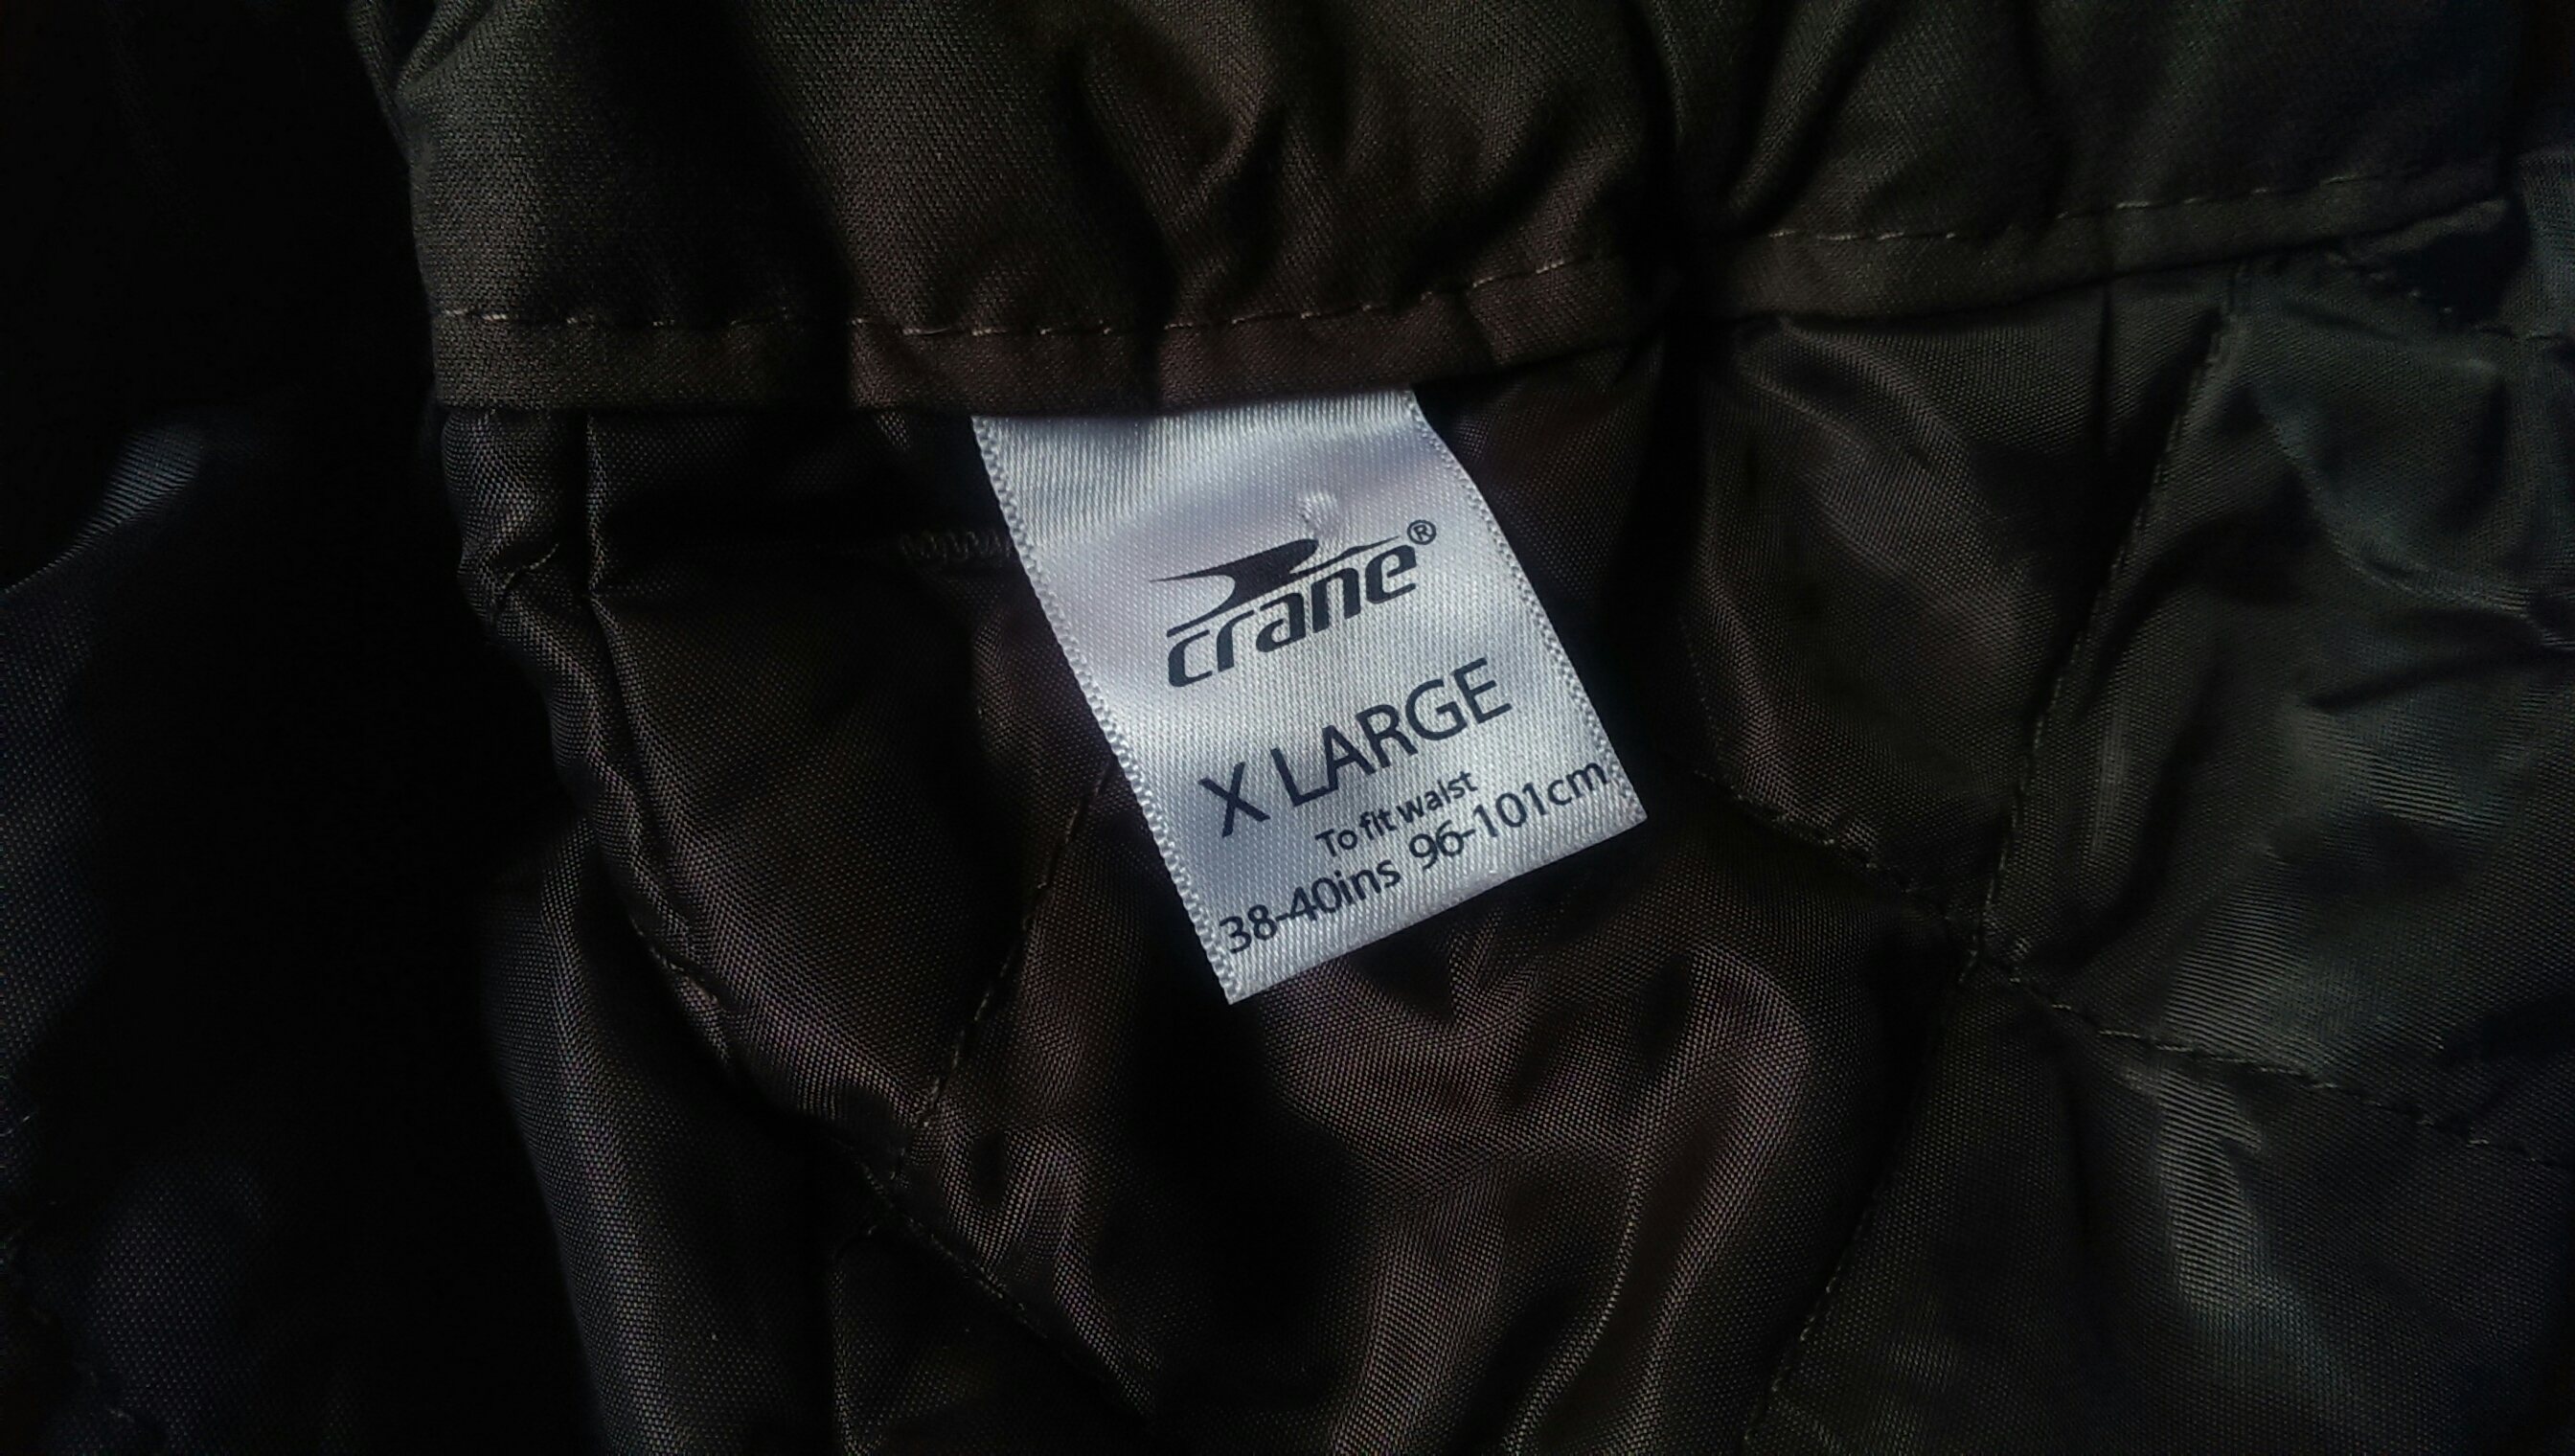 crane®
X LARGE
To fit waist
38-40ins 96-101cm